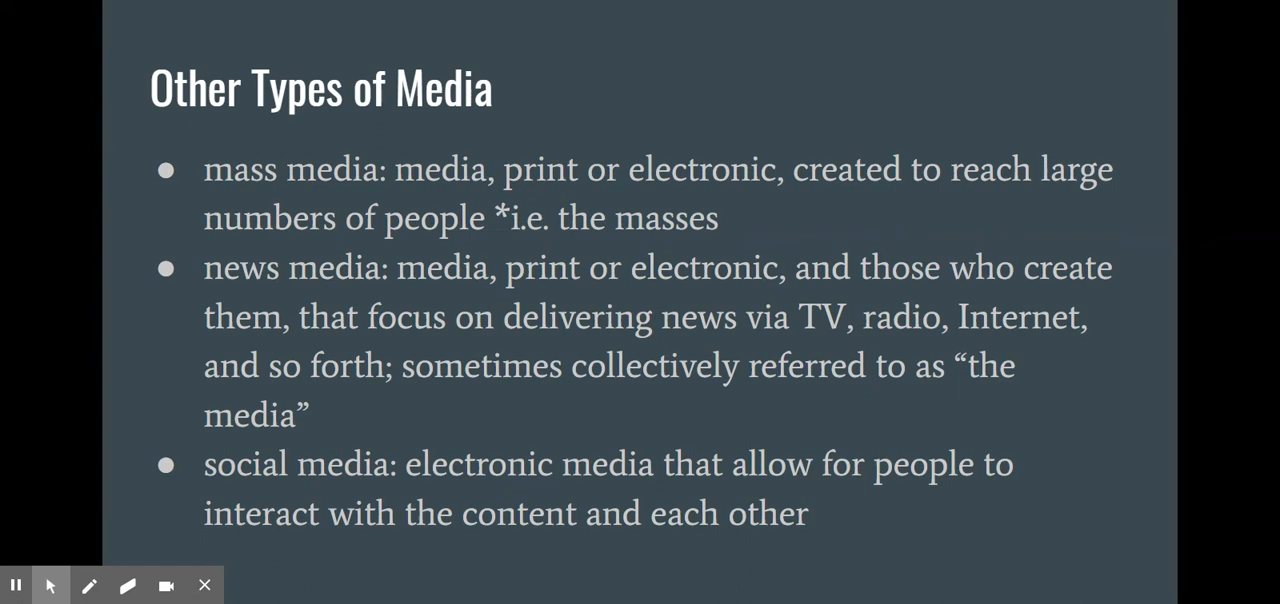 Other Types of Media
● mass media: media, print or electronic, created to reach large
numbers of people *i.e. the masses
● news media: media, print or electronic, and those who create
them, that focus on delivering news via TV, radio, Internet,
and so forth; sometimes collectively referred to as “the
media”
● social media: electronic media that allow for people to
interact with the content and each other